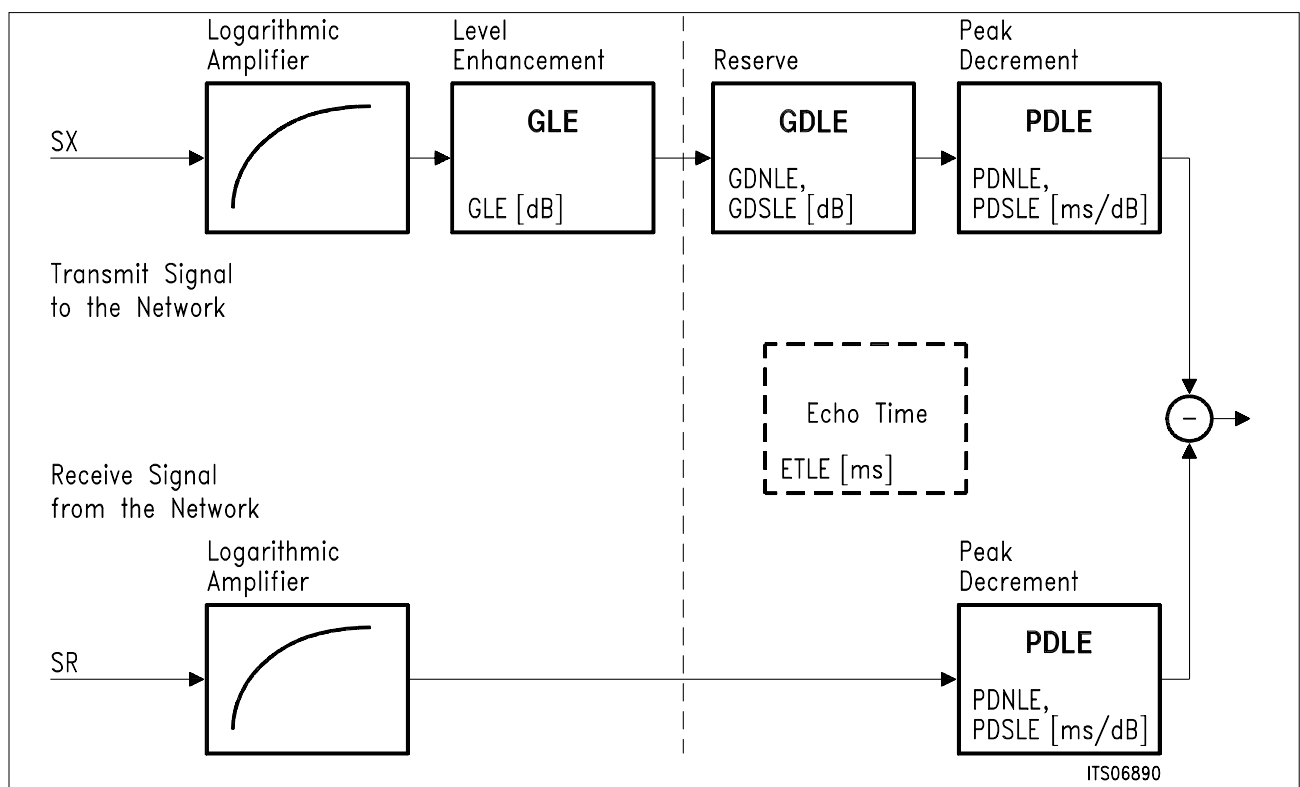 Logarithmic
Amplifier
Level
Enhancement
Reserve
Peak
Decrement
SX
GLE
GLE [dB]
GDLE
GDNLE,
GDSLE [dB]
PDLE
PDNLE,
PDSLE [ms/dB]
Transmit Signal
to the Network
Echo Time
ETLE [ms]
-
Receive Signal
from the Network
Logarithmic
Amplifier
Peak
Decrement
SR
PDLE
PDNLE,
PDSLE [ms/dB]
ITS06890